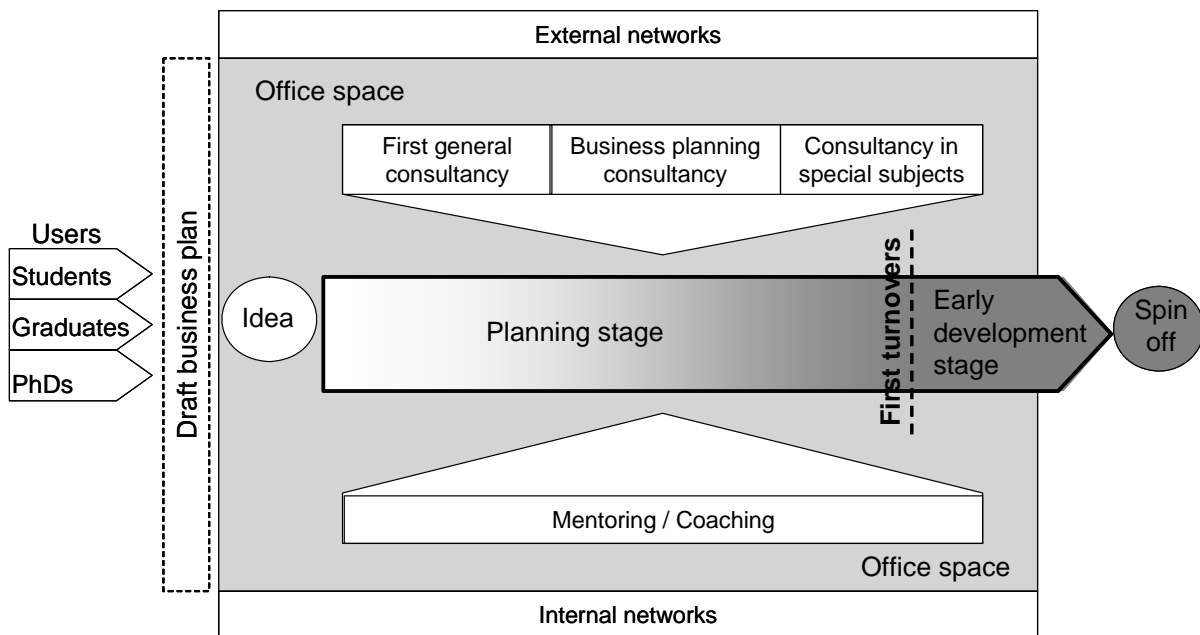 External networks
Office space
First general
consultancy
Business planning
consultancy
Consultancy in
special subjects
Users
Students
Graduates
PhDs
Draft business plan
Idea
Planning stage
First turnovers
Early
development
stage
Spin
off
Mentoring / Coaching
Office space
Internal networks